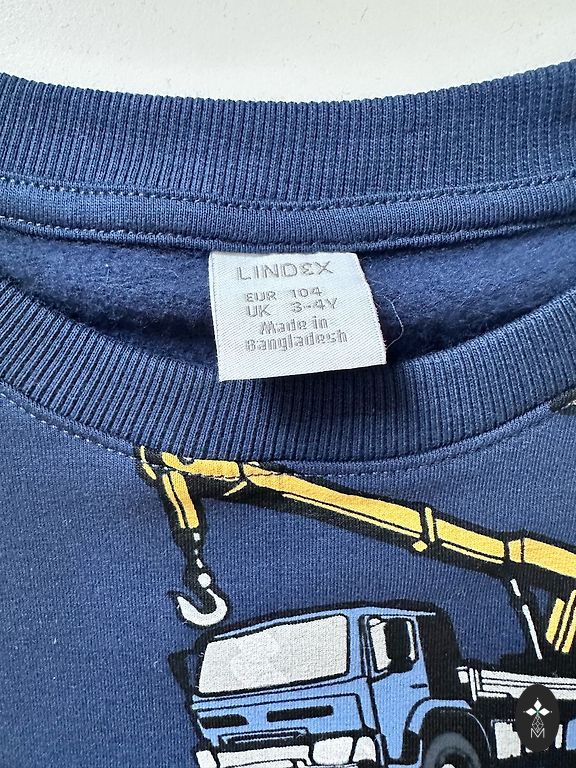 LINDEX
EUR 104
UK 3-4Y
Made in
Bangladesh
M